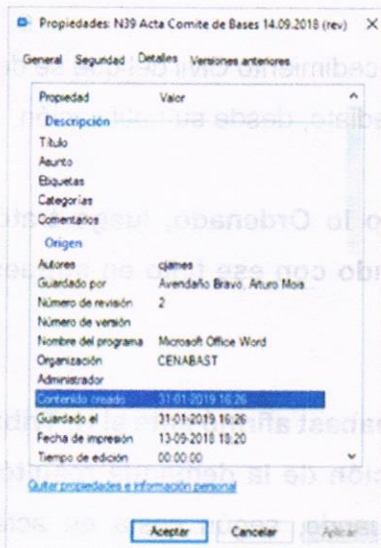 Propiedades: N39 Acta Comite de Bases 14.09.2018 (rev)
General Seguridad Detalles Versiones anteriores
Propiedad Valor
Descripción
Título
Asunto
Etiquetas
Categorías
Comentarios
Origen
Autores cjames
Guardado por Avendaño Bravo, Arturo Mois...
Número de revisión 2
Número de versión
Nombre del programa Microsoft Office Word
Organización CENABAST
Administrador
Contenido creado 31-01-2019 16:26
Guardado el 31-01-2019 16:26
Fecha de impresión 13-09-2018 18:20
Tiempo de edición 00:00:00
Quitar propiedades e información personal
Aceptar Cancelar Aplicar